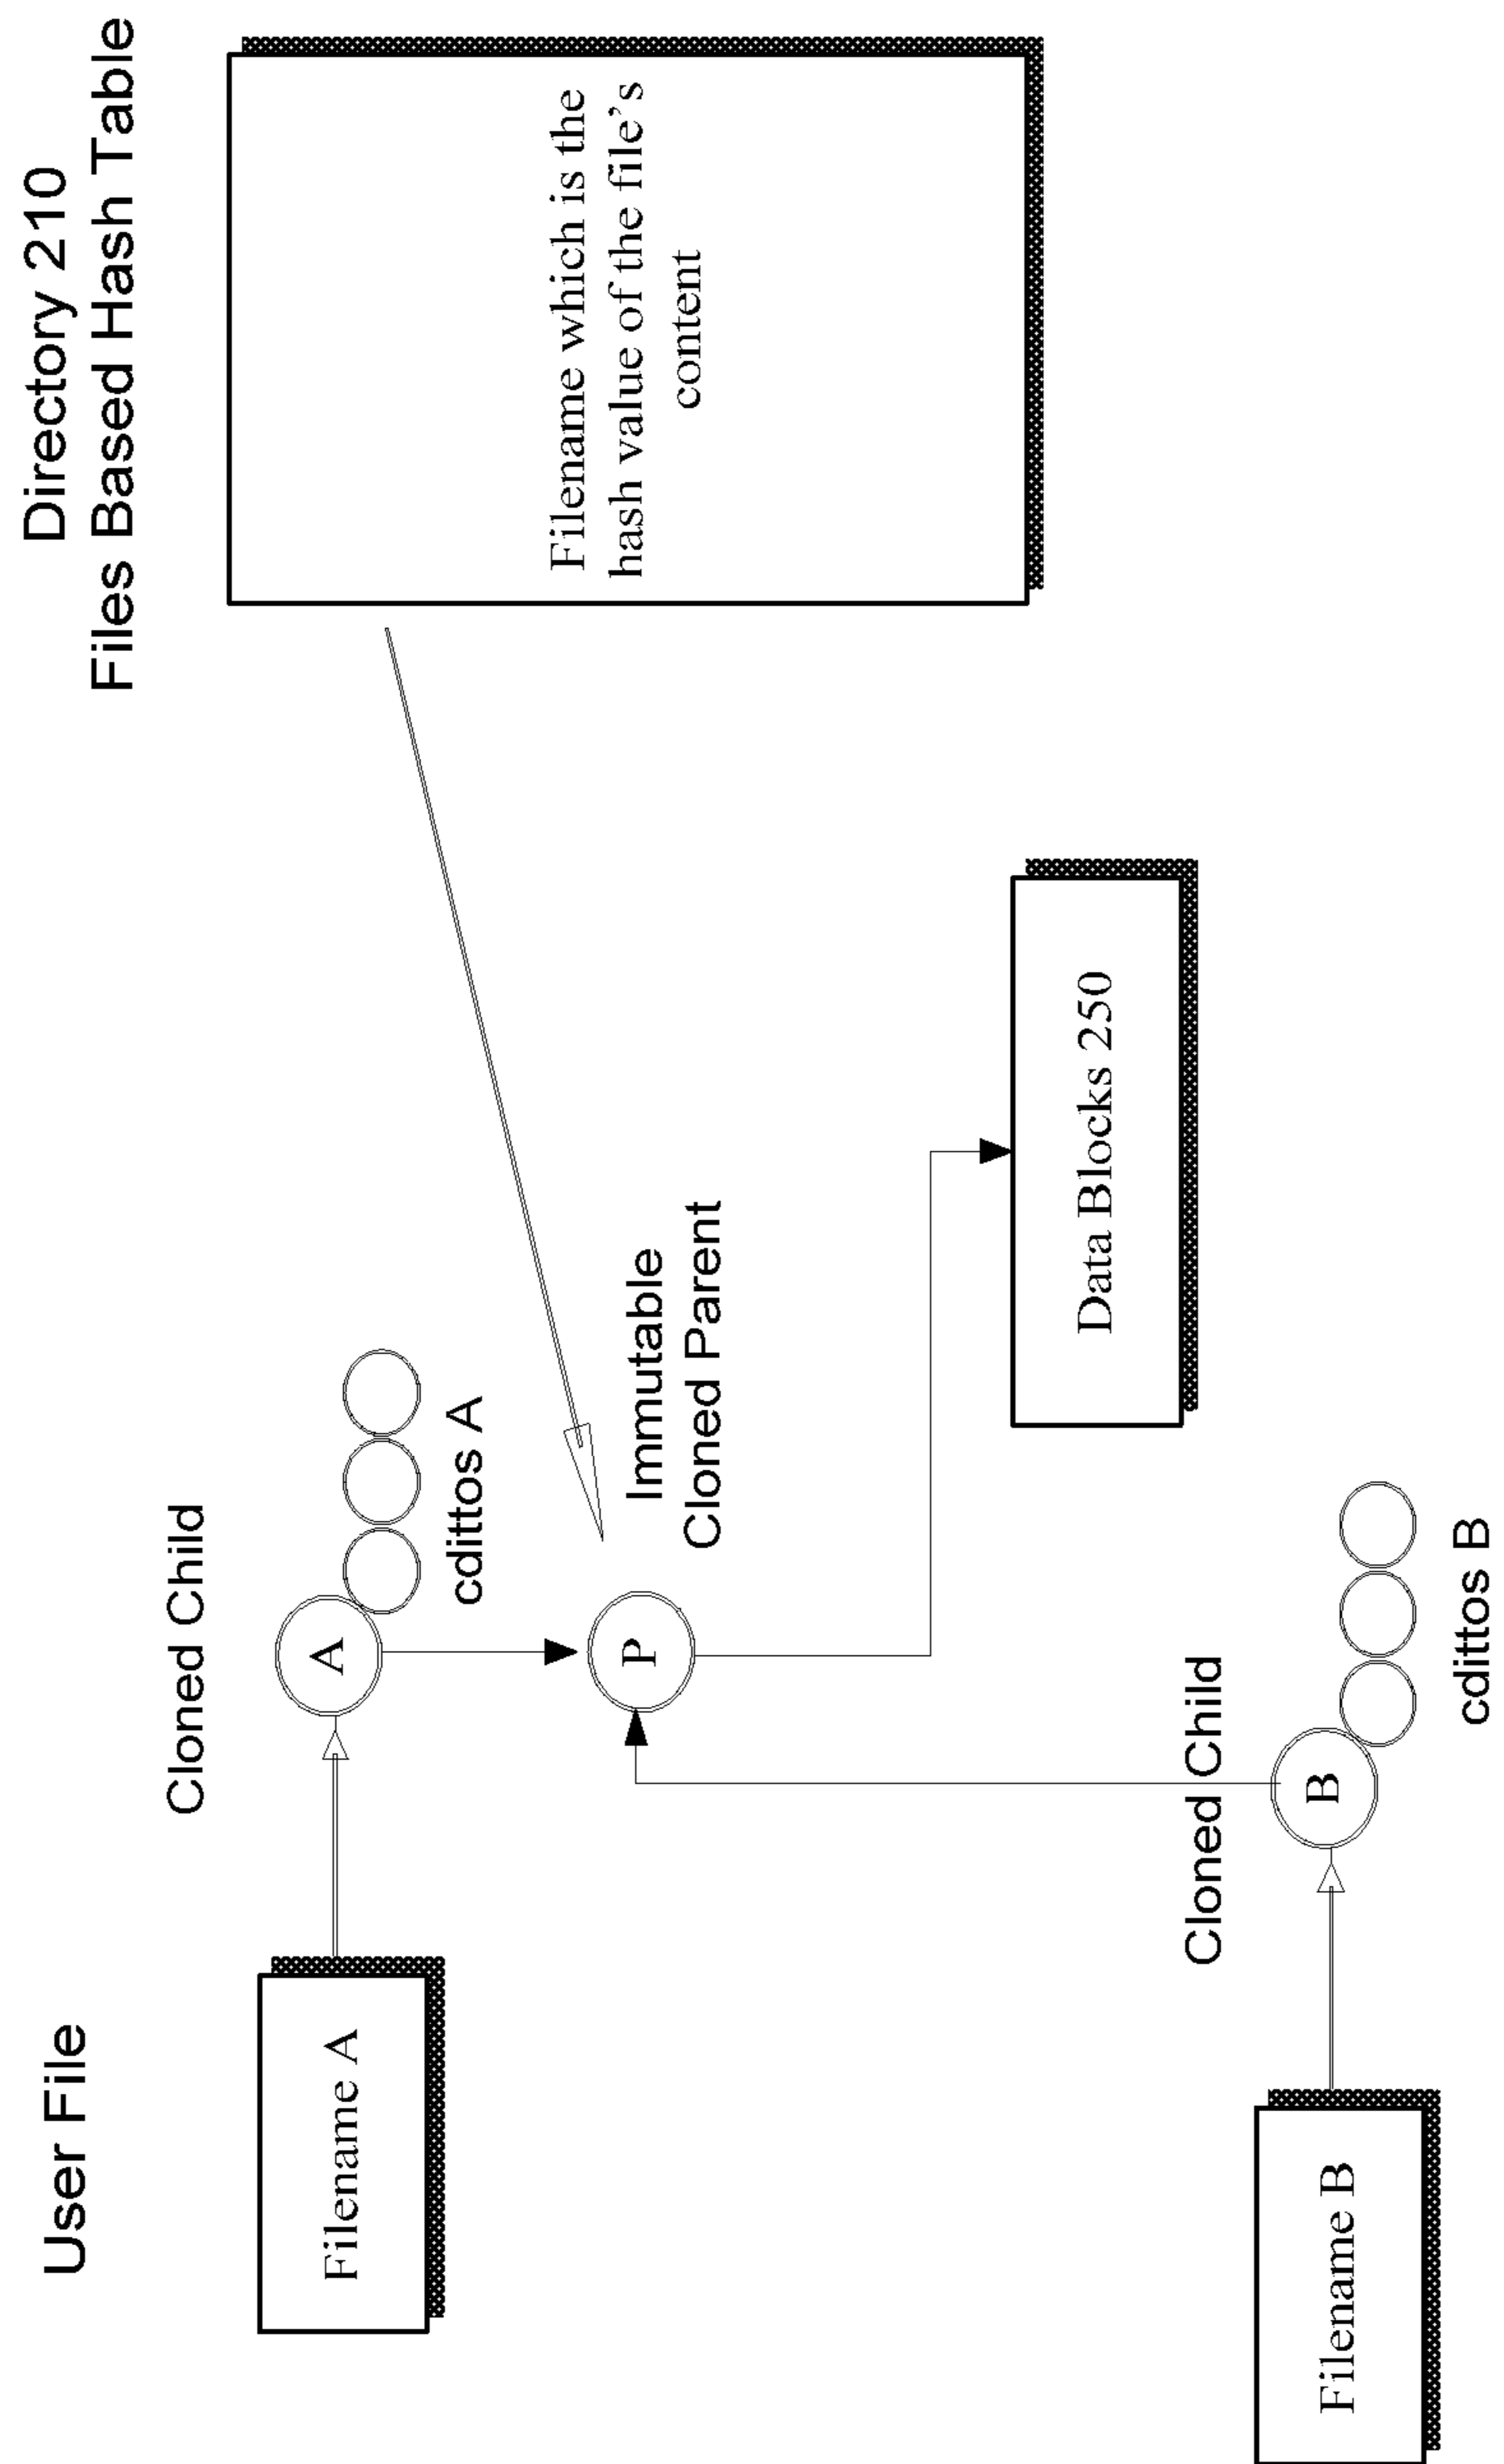 User File
Directory 210
Files Based Hash Table
Cloned Child
Filename A
A
cdittos A
Filename which is the
hash value of the file's
content
P
Immutable
Cloned Parent
Data Blocks 250
Cloned Child
Filename B
B
cdittos B